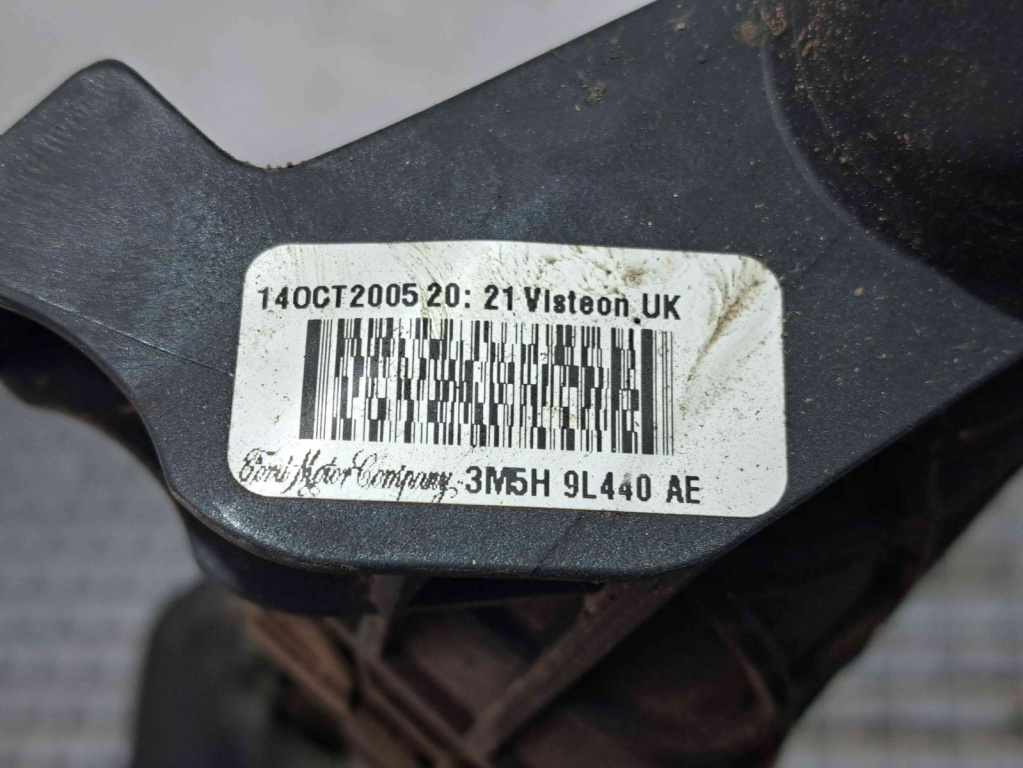 14OCT2005 20: 21 Visteon UK
Ford Motor Company 3M5H 9L440 AE